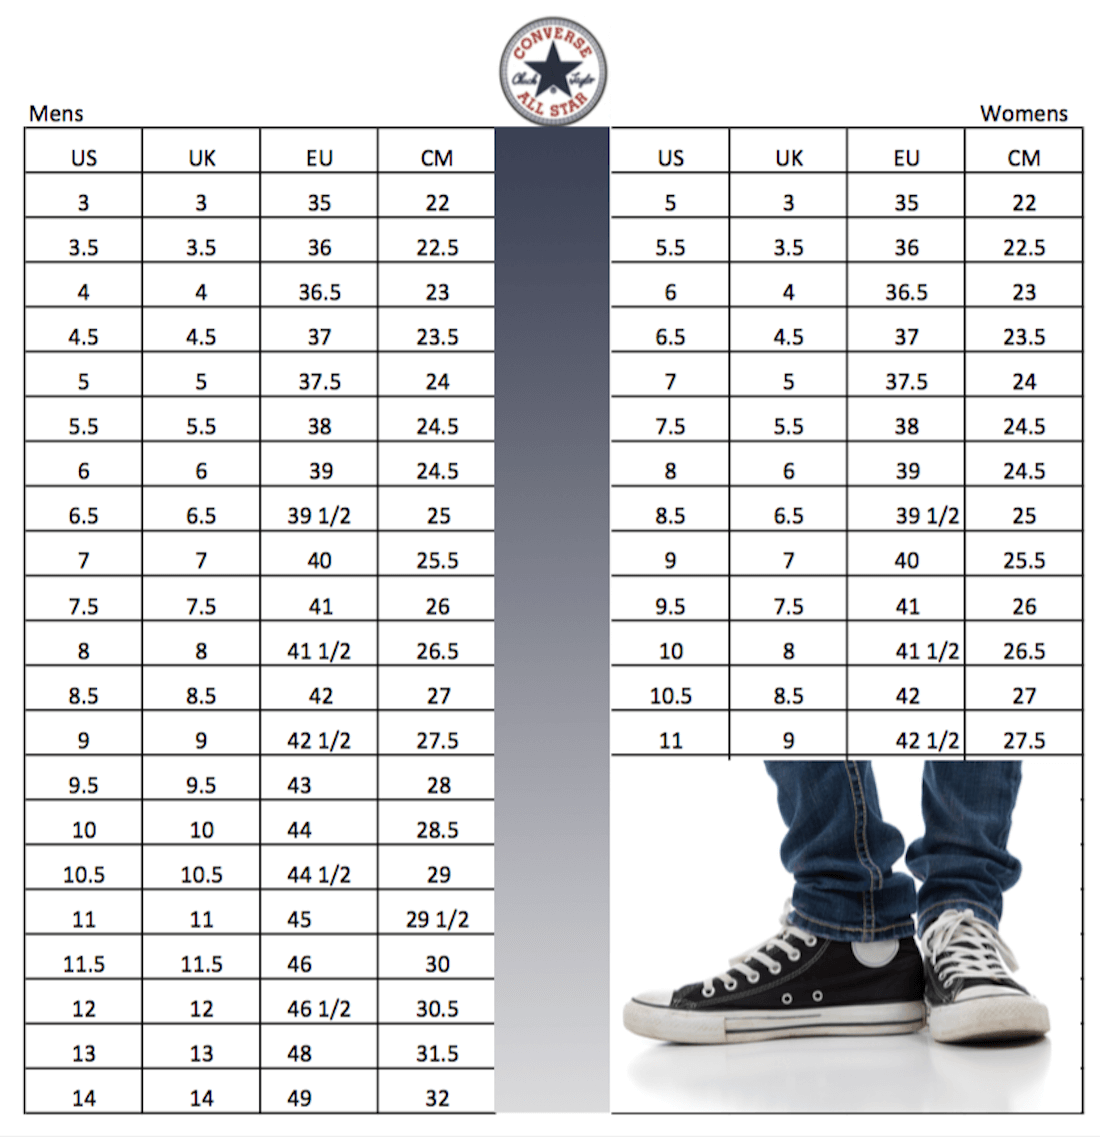 CONVERSE
Chuck Taylor
ALL STAR
Mens
US UK EU CM
3 3 35 22
3.5 3.5 36 22.5
4 4 36.5 23
4.5 4.5 37 23.5
5 5 37.5 24
5.5 5.5 38 24.5
6 6 39 24.5
6.5 6.5 39 1/2 25
7 7 40 25.5
7.5 7.5 41 26
8 8 41 1/2 26.5
8.5 8.5 42 27
9 9 42 1/2 27.5
9.5 9.5 43 28
10 10 44 28.5
10.5 10.5 44 1/2 29
11 11 45 29 1/2
11.5 11.5 46 30
12 12 46 1/2 30.5
13 13 48 31.5
14 14 49 32
Womens
US UK EU CM
5 3 35 22
5.5 3.5 36 22.5
6 4 36.5 23
6.5 4.5 37 23.5
7 5 37.5 24
7.5 5.5 38 24.5
8 6 39 24.5
8.5 6.5 39 1/2 25
9 7 40 25.5
9.5 7.5 41 26
10 8 41 1/2 26.5
10.5 8.5 42 27
11 9 42 1/2 27.5